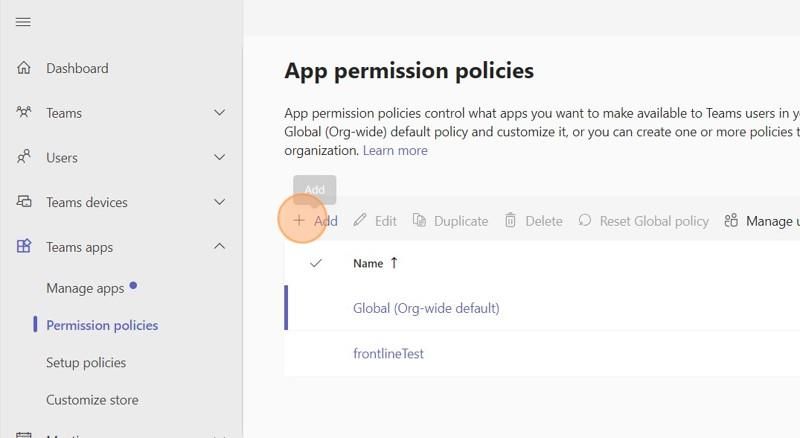 Dashboard
Teams
Users
Teams devices
Teams apps
Manage apps
Permission policies
Setup policies
Customize store
App permission policies
App permission policies control what apps you want to make available to Teams users in
Global (Org-wide) default policy and customize it, or you can create one or more policies
organization. Learn more
Add
Add Edit Duplicate Delete Reset Global policy Manage
Name ↑
Global (Org-wide default)
frontlineTest